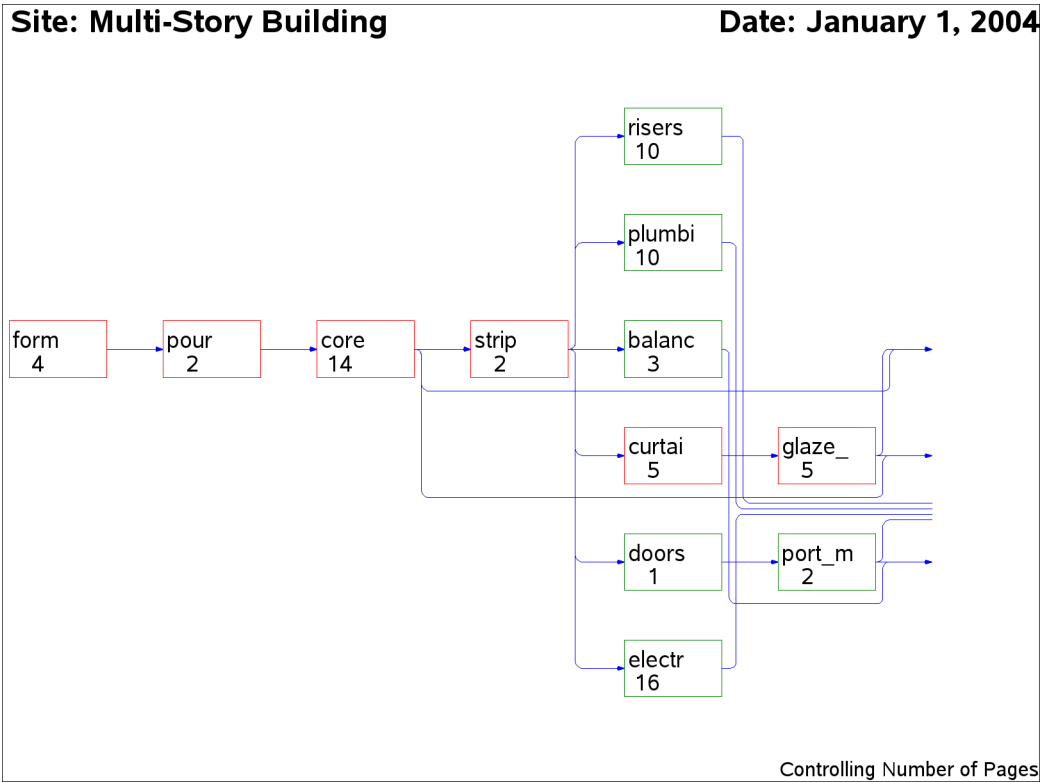 Site: Multi-Story Building
Date: January 1, 2004
risers
10
plumbi
10
form
4
pour
2
core
14
strip
2
balanc
3
curtai
5
glaze_
5
doors
1
port_m
2
electr
16
Controlling Number of Pages